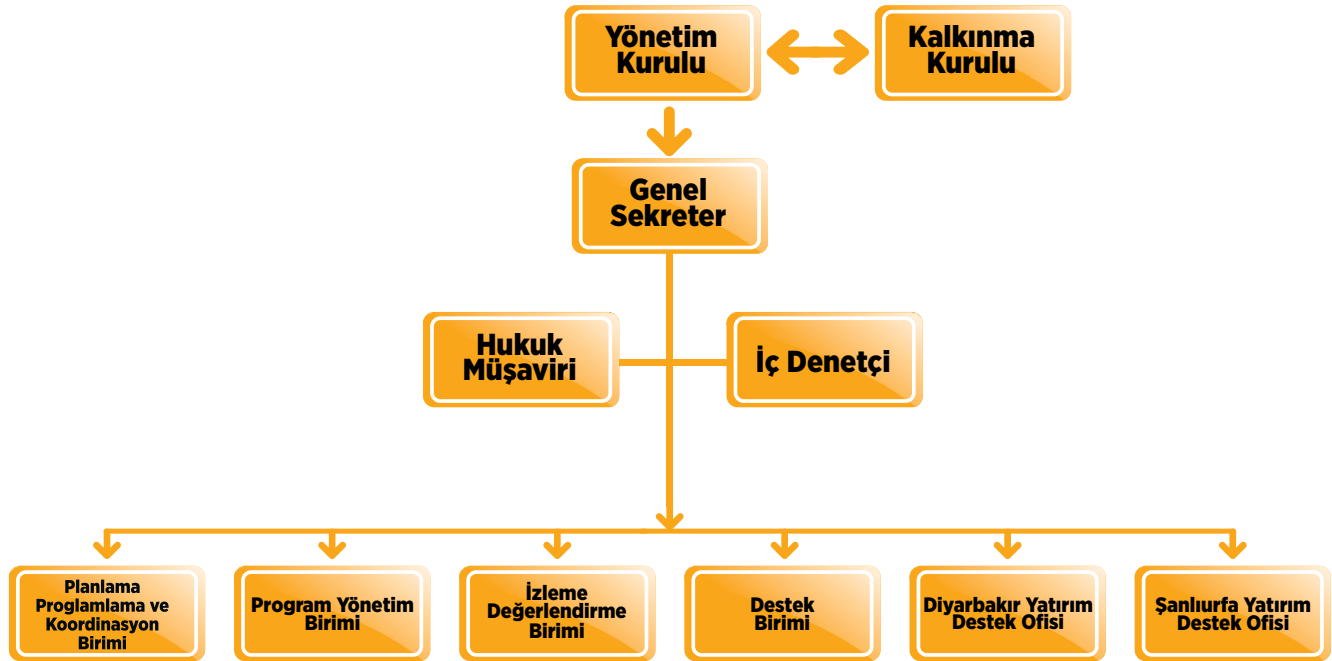 Yönetim
Kurulu
Kalkınma
Kurulu
Genel
Sekreter
Hukuk
Müşaviri
İç Denetçi
Planlama
Proglamlama ve
Koordinasyon
Birimi
Program Yönetim
Birimi
İzleme
Değerlendirme
Birimi
Destek
Birimi
Diyarbakır Yatırım
Destek Ofisi
Şanlıurfa Yatırım
Destek Ofisi